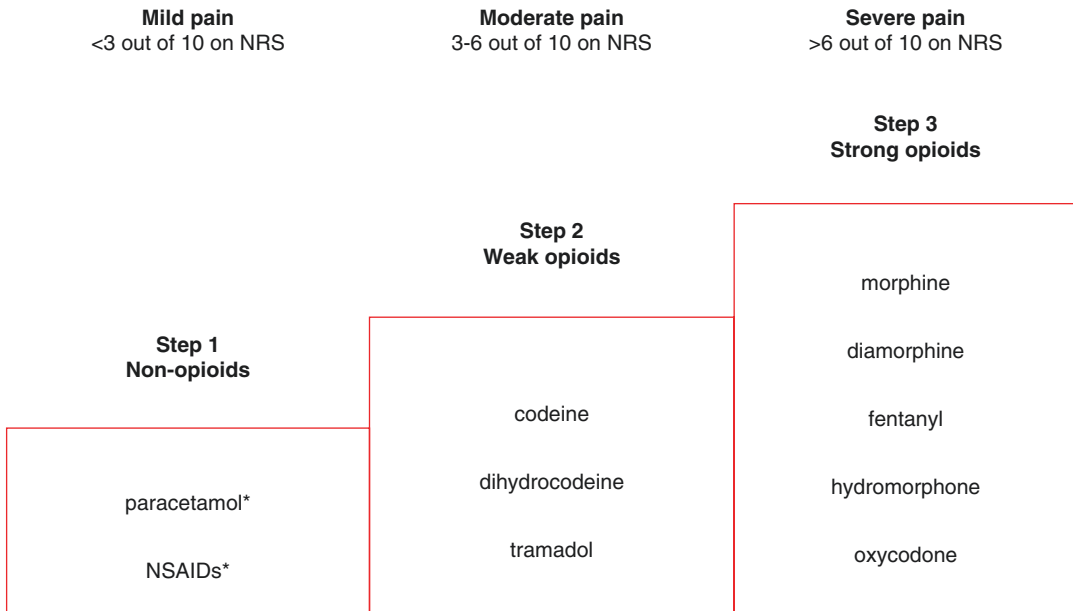 Mild pain
<3 out of 10 on NRS
Moderate pain
3-6 out of 10 on NRS
Severe pain
>6 out of 10 on NRS
Step 1
Non-opioids
paracetamol*
NSAIDs*
Step 2
Weak opioids
codeine
dihydrocodeine
tramadol
Step 3
Strong opioids
morphine
diamorphine
fentanyl
hydromorphone
oxycodone